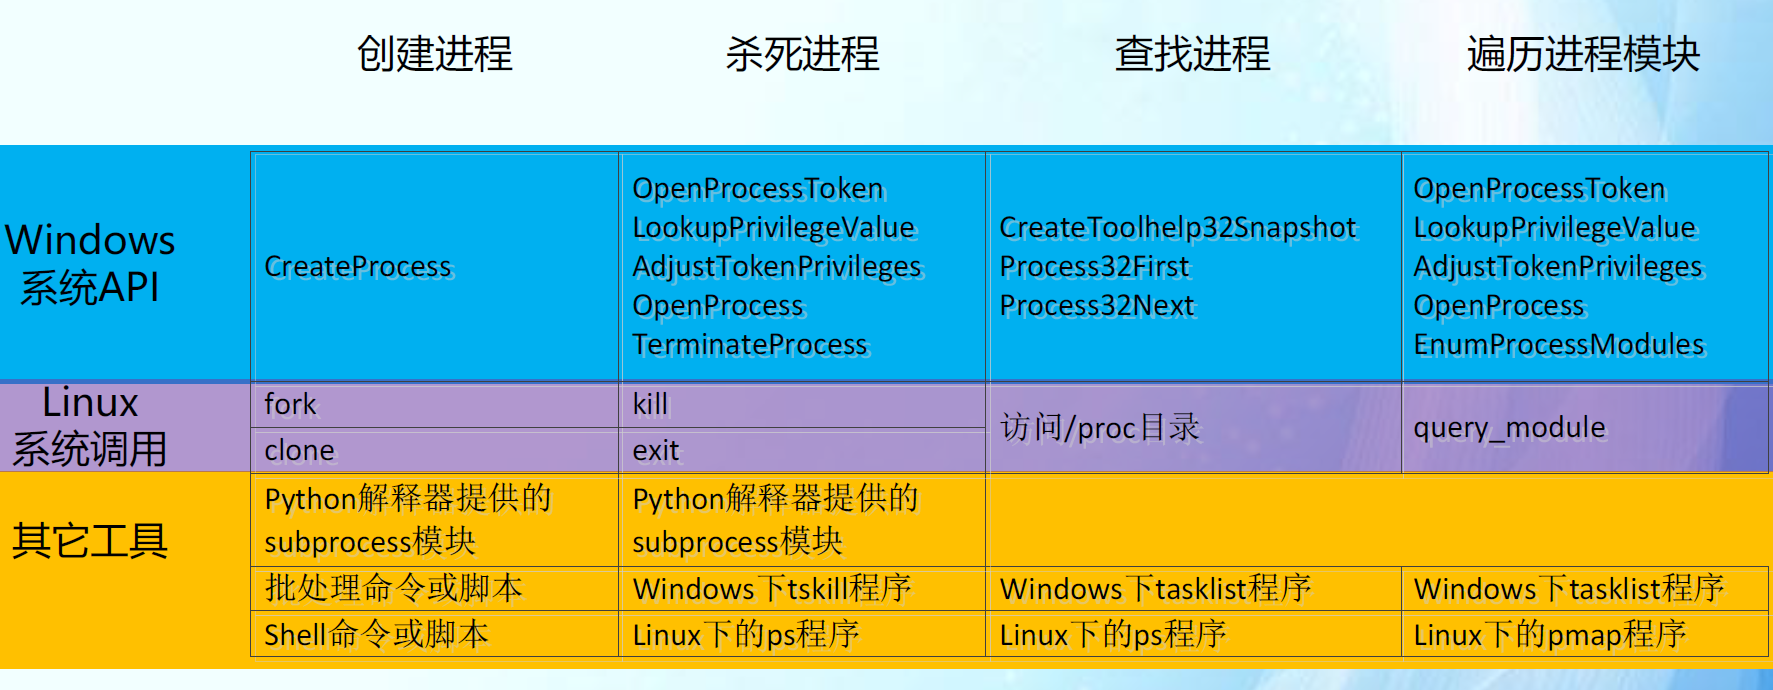 创建进程
杀死进程
查找进程
遍历进程模块
Windows
系统API
CreateProcess
OpenProcessToken
LookupPrivilegeValue
AdjustTokenPrivileges
OpenProcess
TerminateProcess
CreateToolhelp32Snapshot
Process32First
Process32Next
OpenProcessToken
LookupPrivilegeValue
AdjustTokenPrivileges
OpenProcess
EnumProcessModules
Linux
系统调用
fork
clone
kill
exit
访问/proc目录
query_module
其它工具
Python解释器提供的
subprocess模块
Python解释器提供的
subprocess模块
批处理命令或脚本
Windows下tskill程序
Windows下tasklist程序
Windows下tasklist程序
Shell命令或脚本
Linux下的ps程序
Linux下的ps程序
Linux下的pmap程序